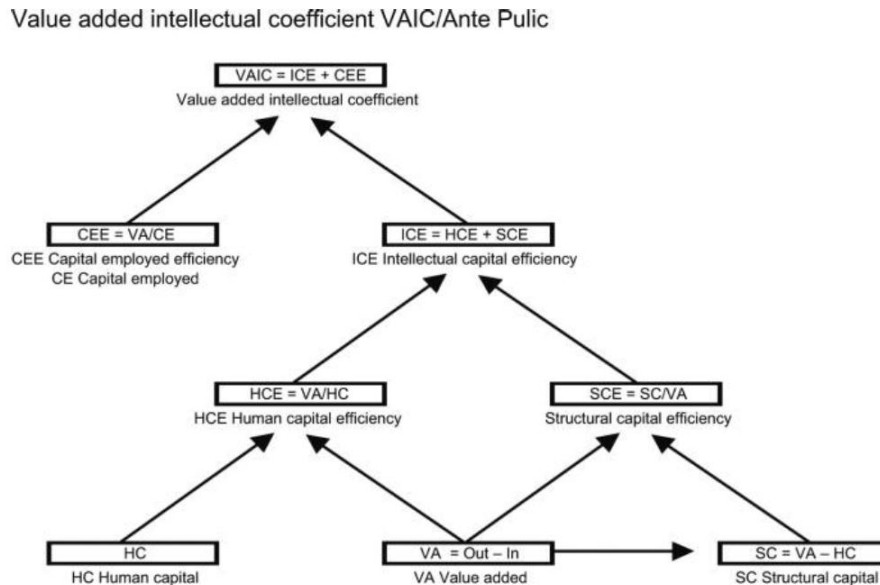 Value added intellectual coefficient VAIC/Ante Pulic
VAIC = ICE + CEE
Value added intellectual coefficient
CEE = VA/CE
CEE Capital employed efficiency
CE Capital employed
ICE = HCE + SCE
ICE Intellectual capital efficiency
HCE = VA/HC
HCE Human capital efficiency
SCE = SC/VA
Structural capital efficiency
HC
HC Human capital
VA = Out – In
VA Value added
SC = VA – HC
SC Structural capital